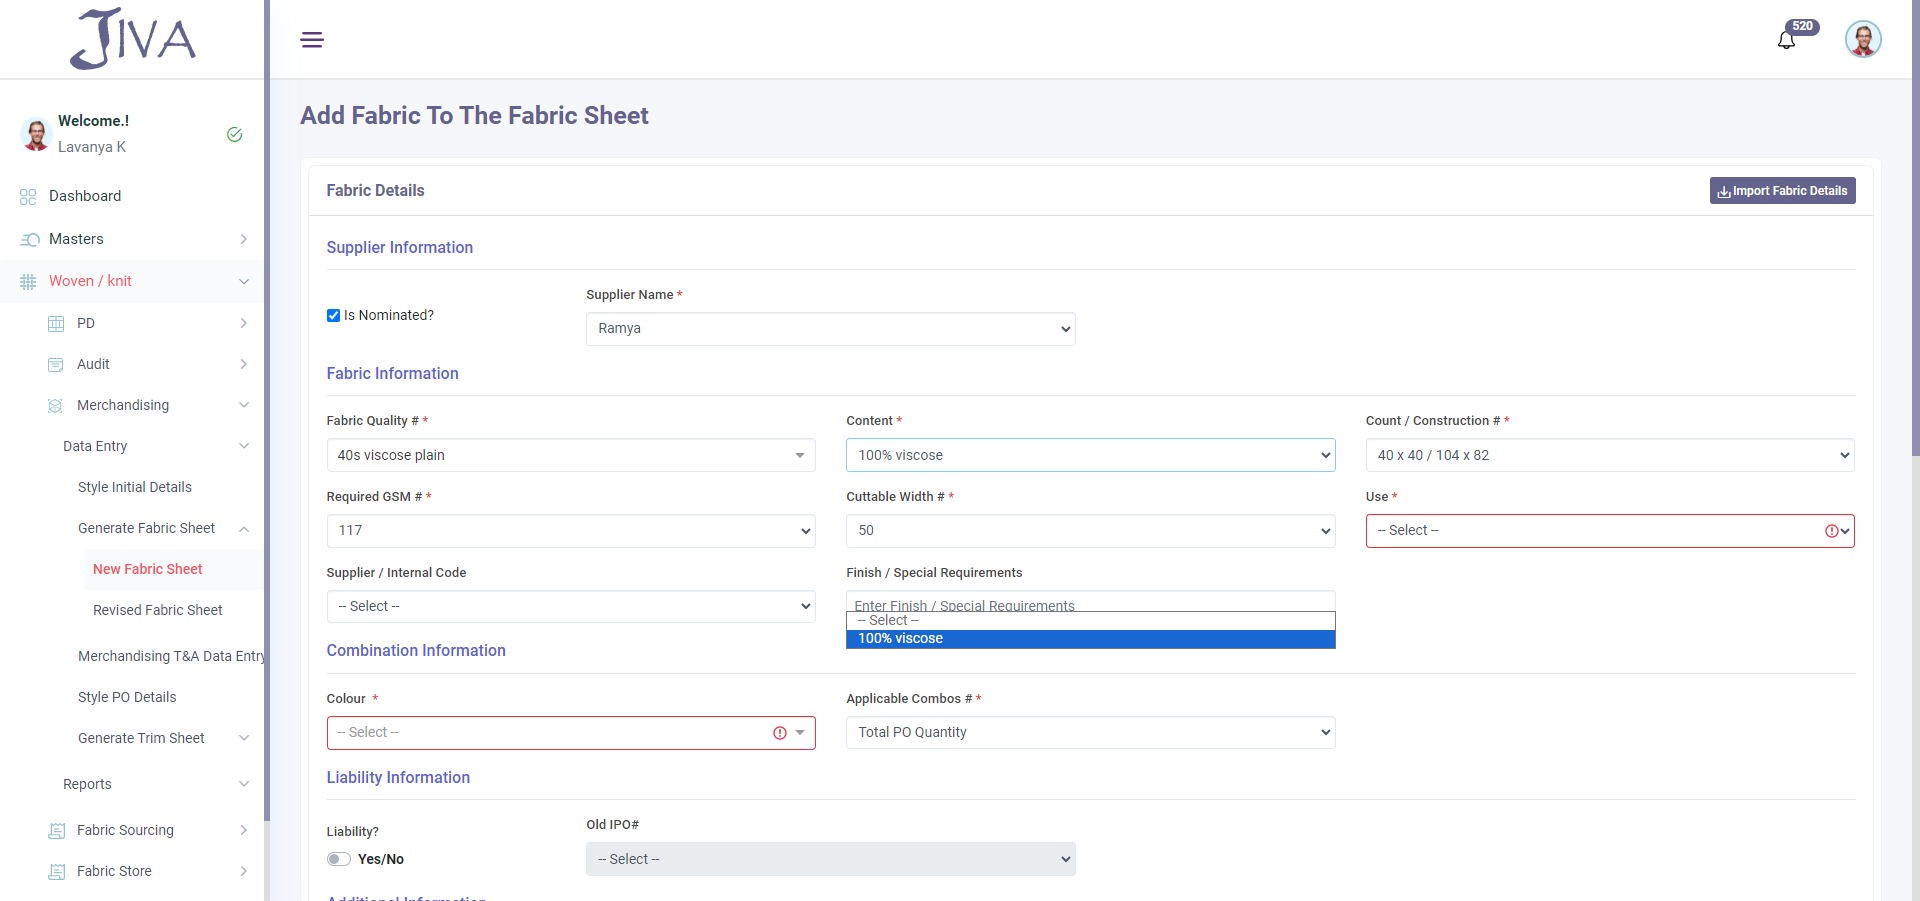 JIVA
520
Welcome.!
Lavanya K
Dashboard
Masters
Woven / knit
PD
Audit
Merchandising
Data Entry
Style Initial Details
Generate Fabric Sheet
New Fabric Sheet
Revised Fabric Sheet
Merchandising T&A Data Entry
Style PO Details
Generate Trim Sheet
Reports
Fabric Sourcing
Fabric Store
Add Fabric To The Fabric Sheet
Fabric Details
Import Fabric Details
Supplier Information
Is Nominated?
Supplier Name *
Ramya
Fabric Information
Fabric Quality # *
Content *
Count / Construction # *
40s viscose plain
100% viscose
40 x 40 / 104 x 82
Required GSM # *
Cuttable Width # *
Use *
117
50
-- Select --
Supplier / Internal Code
Finish / Special Requirements
-- Select --
Enter Finish / Special Requirements
-- Select --
100% viscose
Combination Information
Colour *
Applicable Combos # *
-- Select --
Total PO Quantity
Liability Information
Liability?
Old IPO#
Yes/No
-- Select --
Additional Information